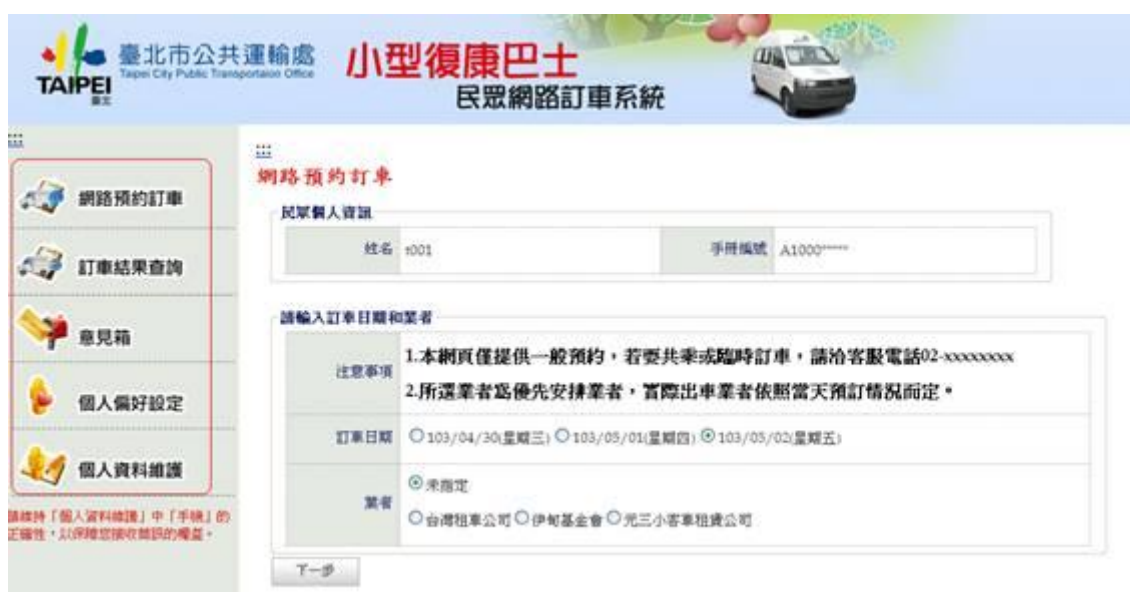 臺北市公共運輸處
Taipei City Public Transportaion Office
TAIPEI
臺北
小型復康巴士
民眾網路訂車系統
:::
網路預約訂車
訂車結果查詢
意見箱
個人偏好設定
個人資料維護
請維持「個人資料維護」中「手機」的
正確性，以保障您接收簡訊的權益。
:::
網路預約訂車
民眾個人資訊
姓名 t001 手冊編號 A1000*****
請輸入訂車日期和業者
注意事項
1.本網頁僅提供一般預約，若要共乘或臨時訂車，請洽客服電話02-xxxxxxxx
2.所選業者為優先安排業者，實際出車業者依照當天預訂情況而定。
訂車日期 103/04/30(星期三) 103/05/01(星期四) 103/05/02(星期五)
業者
未指定
台灣租車公司 伊甸基金會 元三小客車租賃公司
下一步